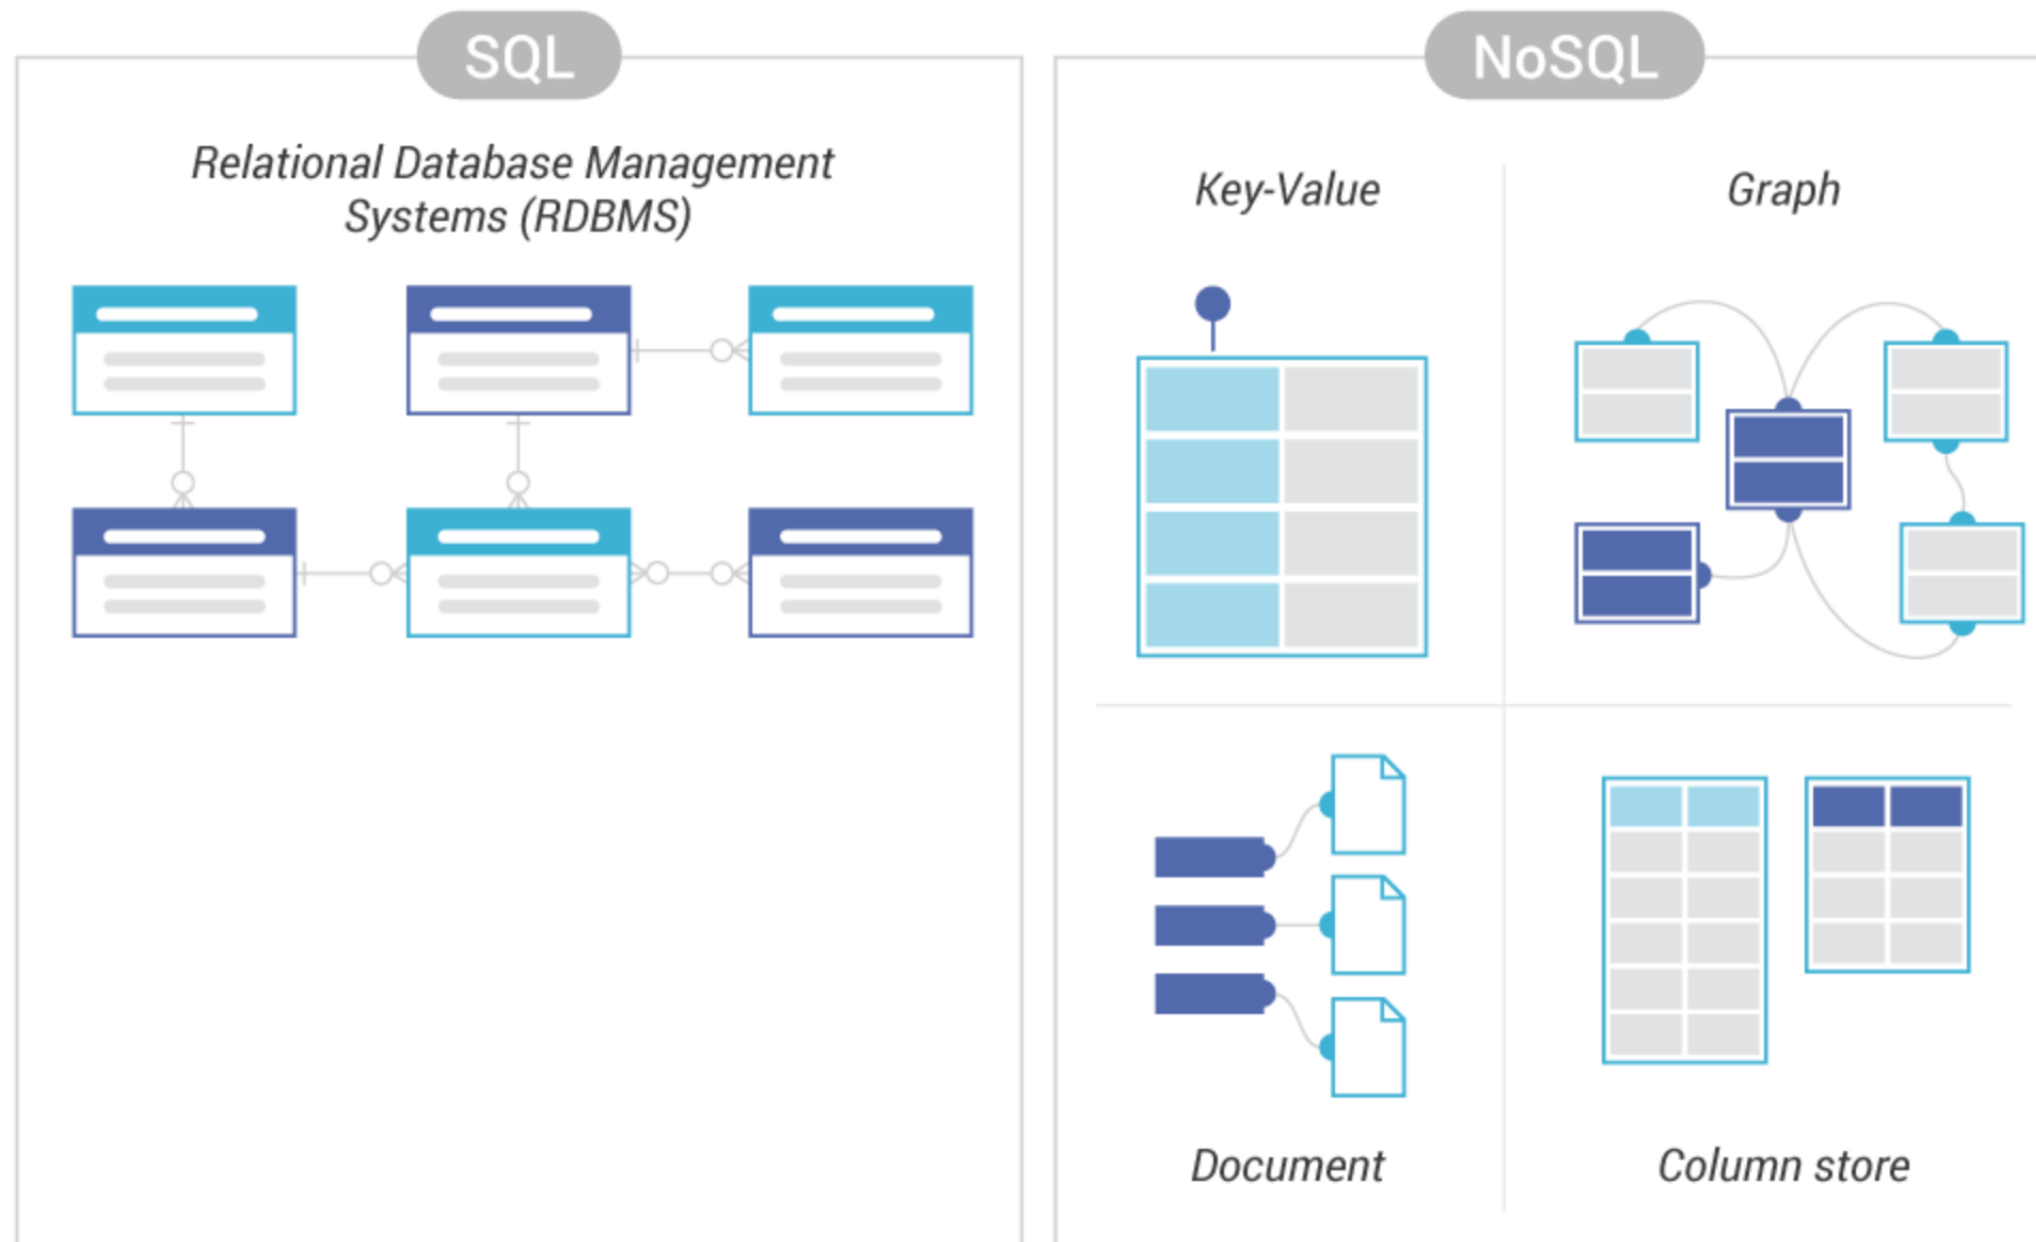 SQL
Relational Database Management
Systems (RDBMS)
NoSQL
Key-Value
Graph
Document
Column store